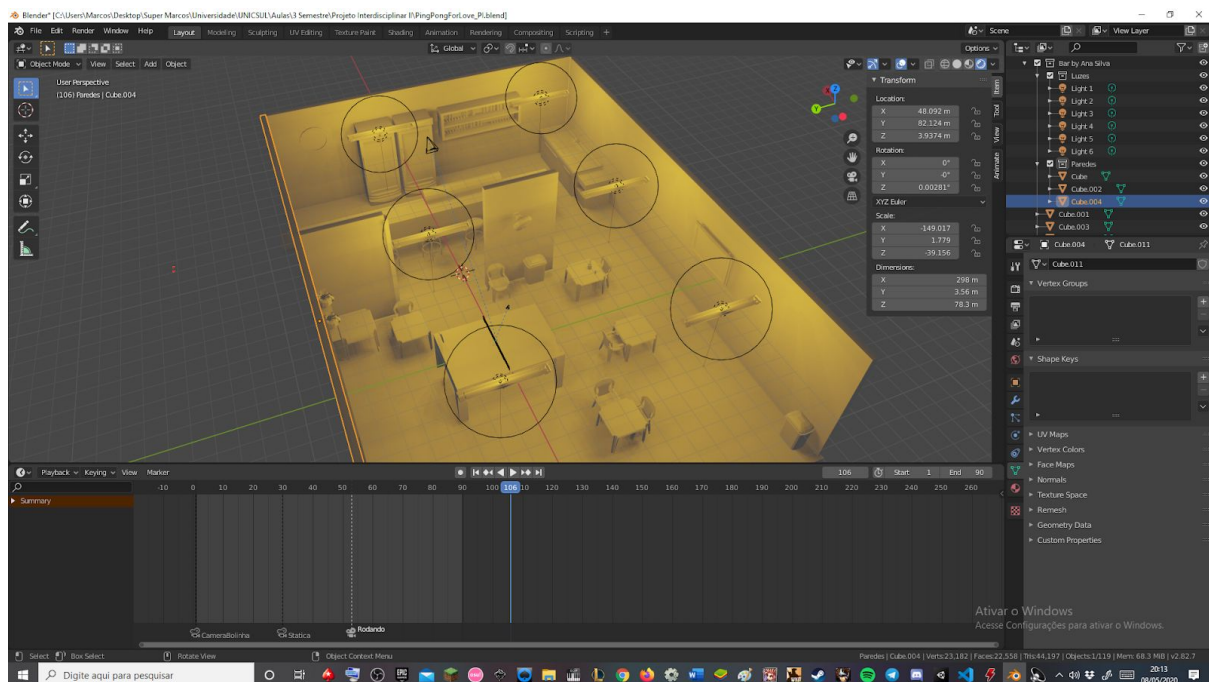 Blender* [C:\Users\Marcos\Desktop\Super Marcos\Universidade\UNICSUL\Aulas\3 Semestre\Projeto Interdisciplinar II\PingPongForLove_PI.blend]
File Edit Render Window Help Layout Modeling Sculpting UV Editing Texture Paint Shading Animation Rendering Compositing Scripting + Scene View Layer
Global Options
Object Mode View Select Add Object
User Perspective
(106) Paredes | Cube.004
Transform
Location:
X 48.092 m
Y 82.124 m
Z 3.9374 m
Rotation:
X 0°
Y -0°
Z 0.00281°
XYZ Euler
Scale:
X -149.017
Y 1.779
Z -39.156
Dimensions:
X 298 m
Y 3.56 m
Z 78.3 m
Item
Tool
View
Animate
Bar by Ana Silva
Luzes
Light 1
Light 2
Light 3
Light 4
Light 5
Light 6
Paredes
Cube
Cube.002
Cube.004
Cube.001
Cube.003
Cube.004 Cube.011
Cube.011
Vertex Groups
Shape Keys
UV Maps
Vertex Colors
Face Maps
Normals
Texture Space
Remesh
Geometry Data
Custom Properties
Playback Keying View Marker 106 Start 1 End 90
-10 0 10 20 30 40 50 60 70 80 90 100 106 10 120 130 140 150 160 170 180 190 200 210 220 230 240 250 260
Summary
CameraBolinha Statica Rodando
Ativar o Windows
Acesse Configurações para ativar o Windows.
Select Box Select Rotate View Object Context Menu Paredes | Cube.004 | Verts:23,182 | Faces:22,558 | Tris:44,197 | Objects:1/119 | Mem: 68.3 MiB | v2.82.7
Digite aqui para pesquisar 20:13
08/05/2020